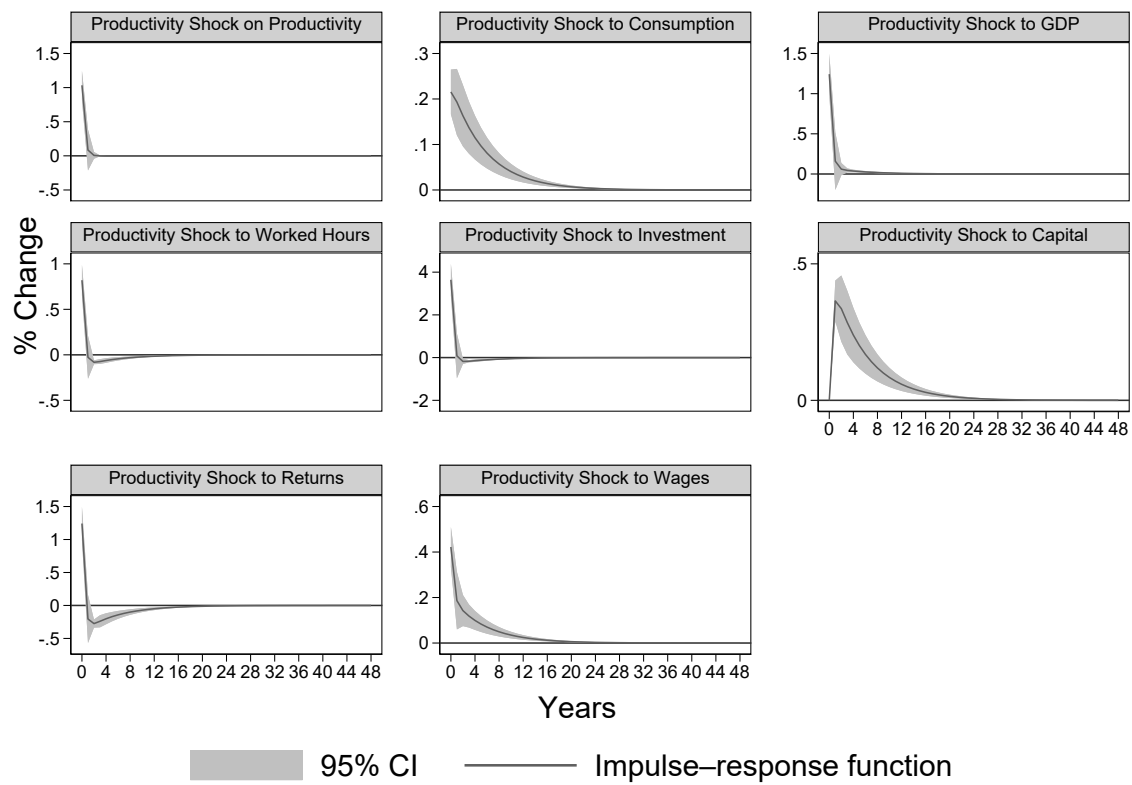 Productivity Shock on Productivity
1.5
1
.5
0
-.5
Productivity Shock to Consumption
.3
.2
.1
0
Productivity Shock to GDP
1.5
1
.5
0
% Change
Productivity Shock to Worked Hours
1
.5
0
-.5
Productivity Shock to Investment
4
2
0
-2
Productivity Shock to Capital
.5
0
0 4 8 12 16 20 24 28 32 36 40 44 48
Productivity Shock to Returns
1.5
1
.5
0
-.5
0 4 8 12 16 20 24 28 32 36 40 44 48
Productivity Shock to Wages
.6
.4
.2
0
0 4 8 12 16 20 24 28 32 36 40 44 48
Years
95% CI
Impulse–response function